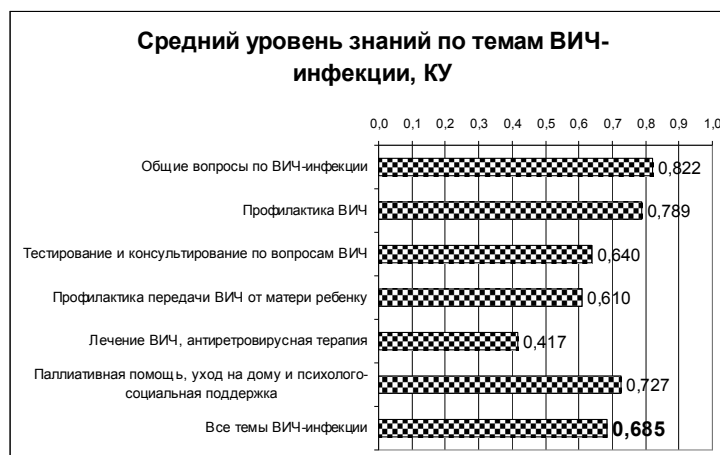 Средний уровень знаний по темам ВИЧ-
инфекции, КУ
0,0 0,1 0,2 0,3 0,4 0,5 0,6 0,7 0,8 0,9 1,0
Общие вопросы по ВИЧ-инфекции 0,822
Профилактика ВИЧ 0,789
Тестирование и консультирование по вопросам ВИЧ 0,640
Профилактика передачи ВИЧ от матери ребенку 0,610
Лечение ВИЧ, антиретровирусная терапия 0,417
Паллиативная помощь, уход на дому и психолого-
социальная поддержка 0,727
Все темы ВИЧ-инфекции 0,685